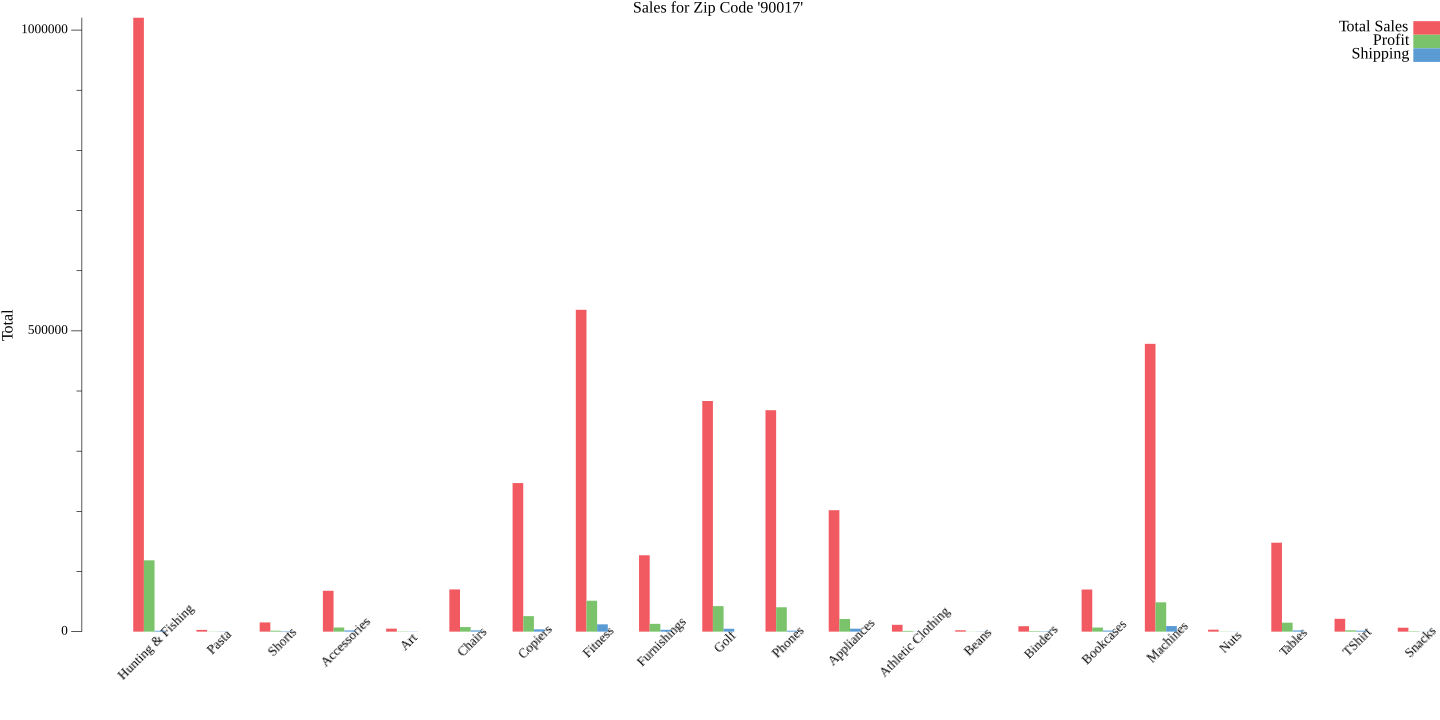 Sales for Zip Code '90017'
Total Sales
Profit
Shipping
1000000
500000
0
Total
Hunting & Fishing
Pasta
Shorts
Accessories
Art
Chairs
Copiers
Fitness
Furnishings
Golf
Phones
Appliances
Athletic Clothing
Beans
Binders
Bookcases
Machines
Nuts
Tables
TShirt
Snacks